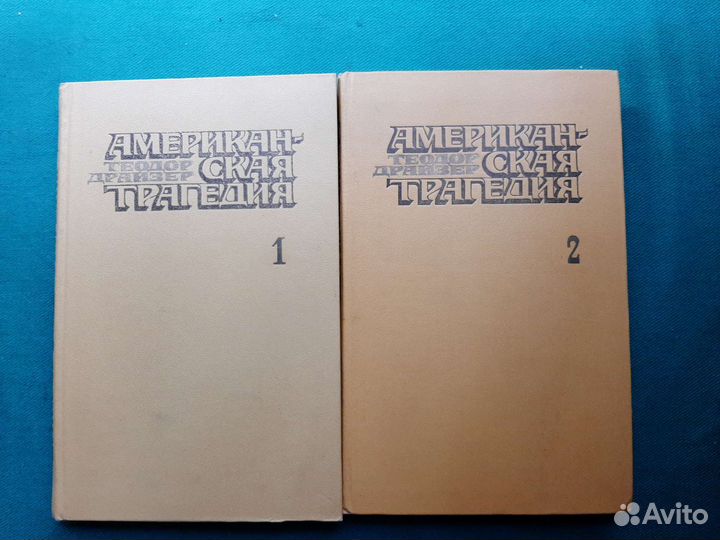 АМЕРИКАН-
ТЕОДОР
ДРАЙЗЕР СКАЯ
ТРАГЕДИЯ
1
АМЕРИКАН-
ТЕОДОР
ДРАЙЗЕР СКАЯ
ТРАГЕДИЯ
2
Avito